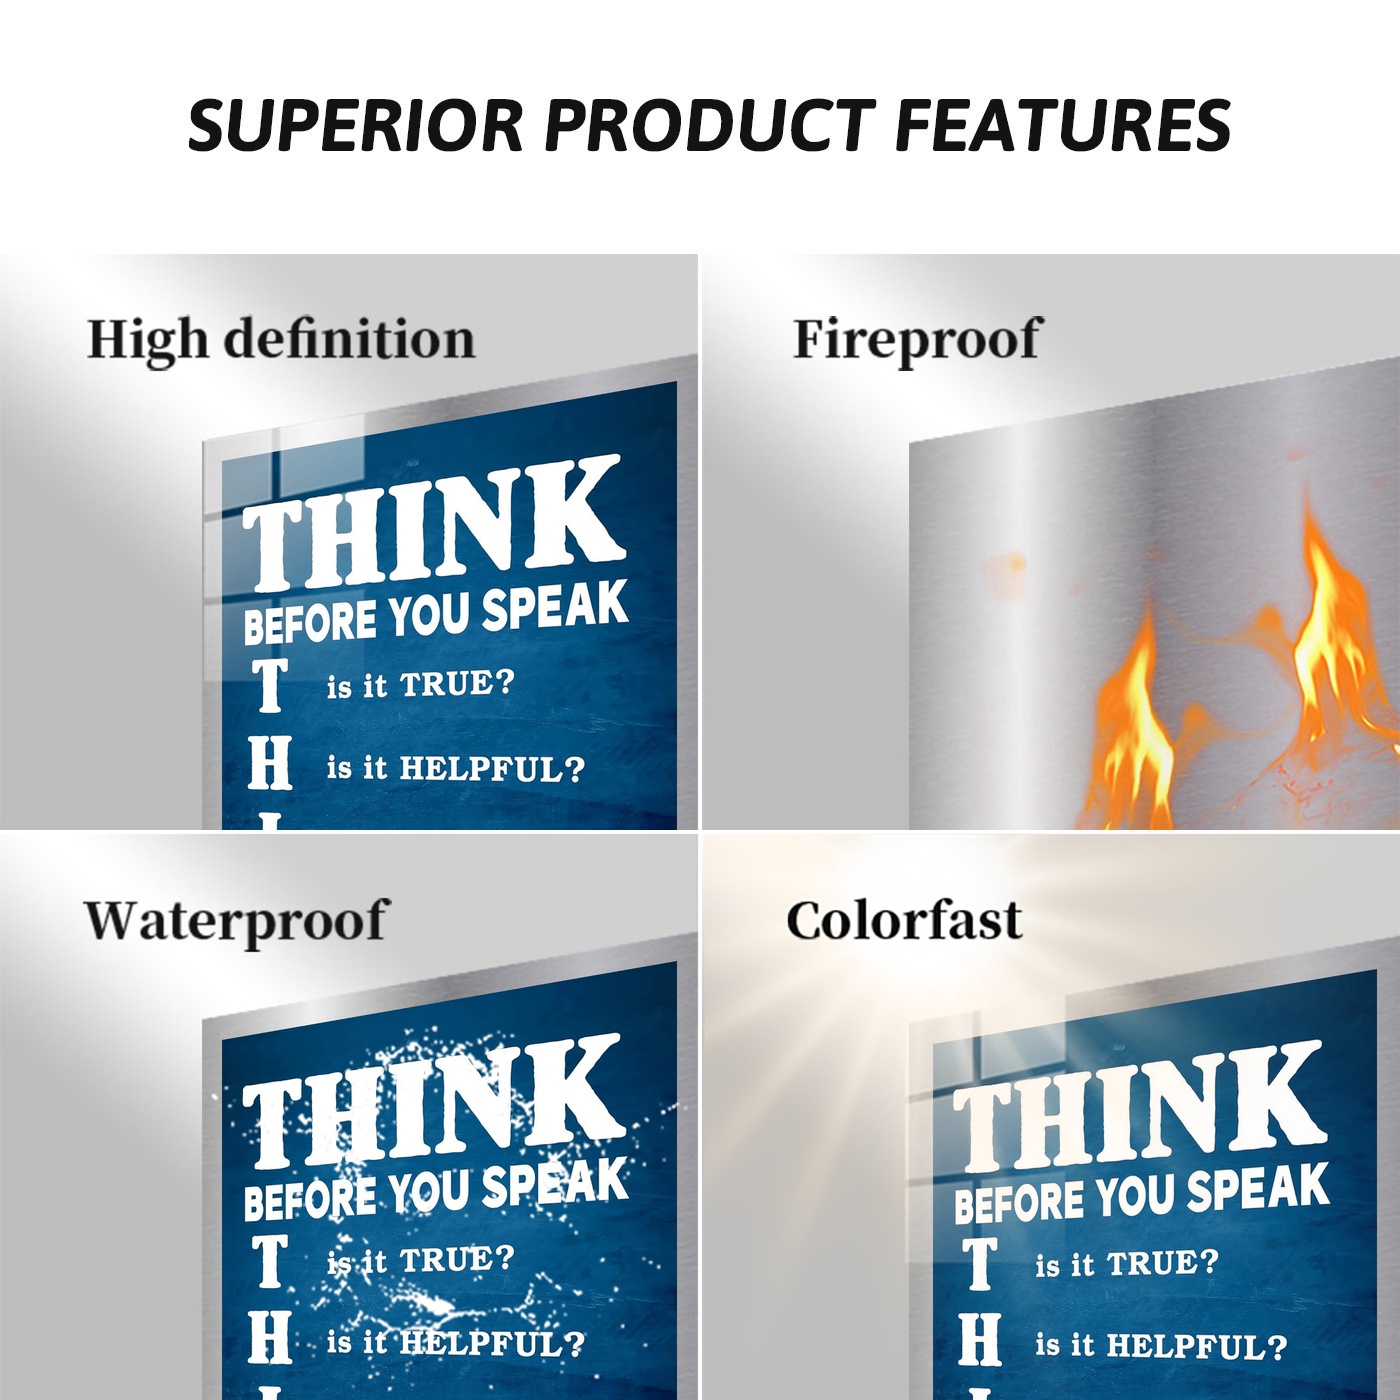 SUPERIOR PRODUCT FEATURES
High definition
THINK
BEFORE YOU SPEAK
T is it TRUE?
H is it HELPFUL?
Fireproof
Waterproof
THINK
BEFORE YOU SPEAK
T is it TRUE?
H is it HELPFUL?
Colorfast
THINK
BEFORE YOU SPEAK
T is it TRUE?
H is it HELPFUL?